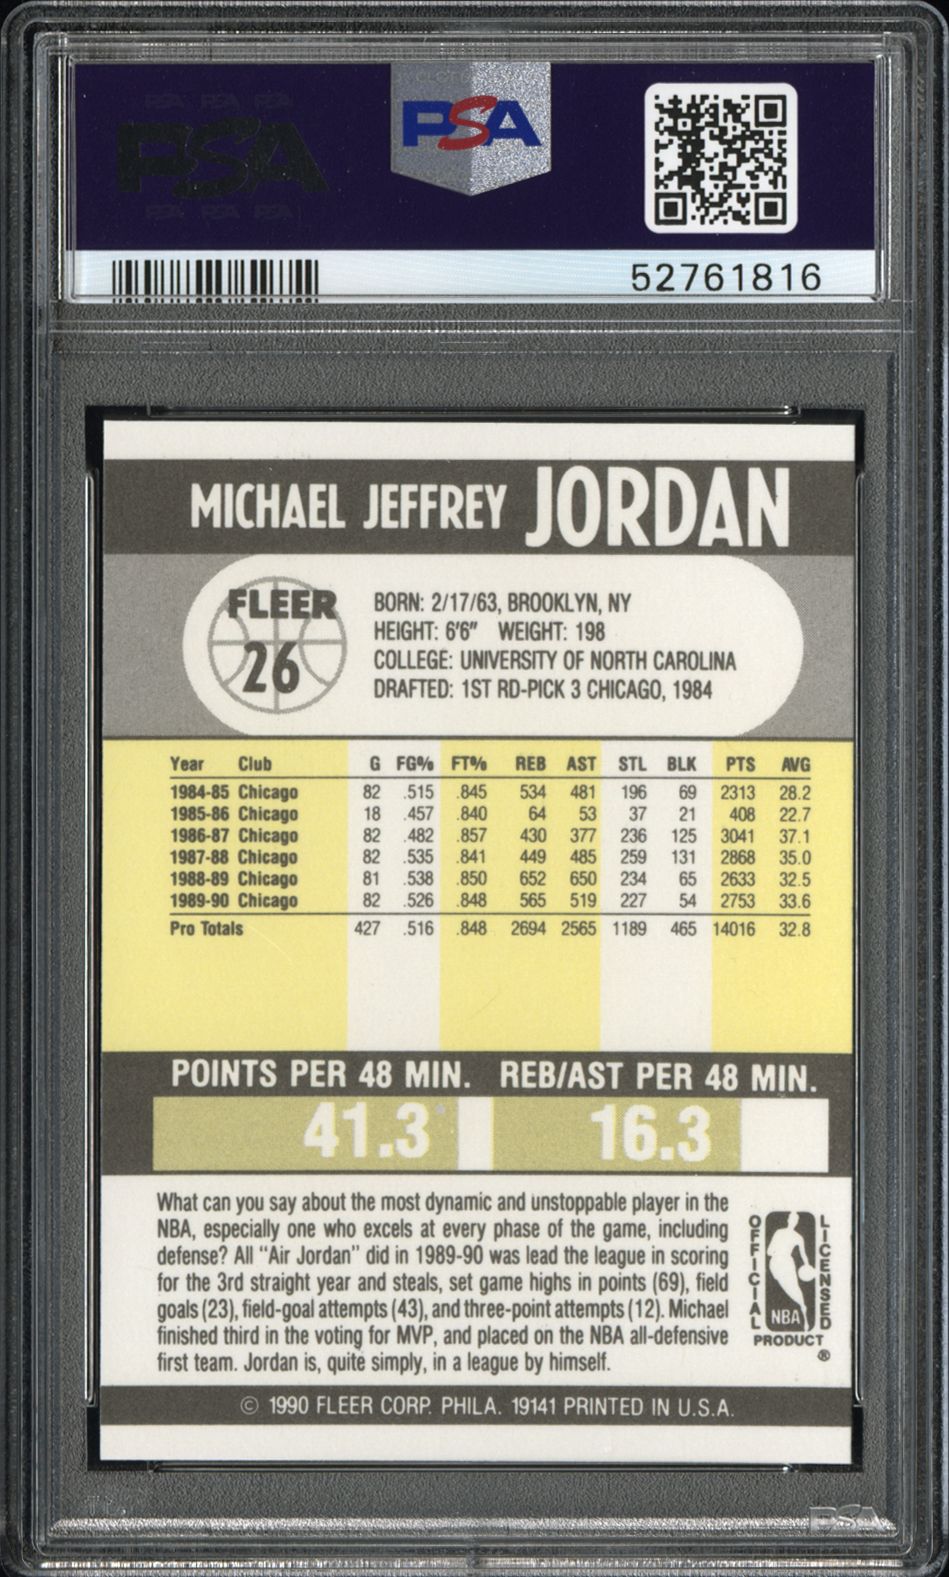 PSA PSA PSA
PSA
PSA PSA PSA
PSA
52761816
MICHAEL JEFFREY JORDAN
FLEER
26
BORN: 2/17/63, BROOKLYN, NY
HEIGHT: 6'6" WEIGHT: 198
COLLEGE: UNIVERSITY OF NORTH CAROLINA
DRAFTED: 1ST RD-PICK 3 CHICAGO, 1984
Year Club G FG% FT% REB AST STL BLK PTS AVG
1984-85 Chicago 82 .515 .845 534 481 196 69 2313 28.2
1985-86 Chicago 18 .457 .840 64 53 37 21 408 22.7
1986-87 Chicago 82 .482 .857 430 377 236 125 3041 37.1
1987-88 Chicago 82 .535 .841 449 485 259 131 2868 35.0
1988-89 Chicago 81 .538 .850 652 650 234 65 2633 32.5
1989-90 Chicago 82 .526 .848 565 519 227 54 2753 33.6
Pro Totals 427 .516 .848 2694 2565 1189 465 14016 32.8
POINTS PER 48 MIN. REB/AST PER 48 MIN.
41.3 16.3
What can you say about the most dynamic and unstoppable player in the
NBA, especially one who excels at every phase of the game, including
defense? All "Air Jordan" did in 1989-90 was lead the league in scoring
for the 3rd straight year and steals, set game highs in points (69), field
goals (23), field-goal attempts (43), and three-point attempts (12). Michael
finished third in the voting for MVP, and placed on the NBA all-defensive
first team. Jordan is, quite simply, in a league by himself.
OFFICIAL
NBA
LICENSED
PRODUCT
®
© 1990 FLEER CORP. PHILA. 19141 PRINTED IN U.S.A.
PSA